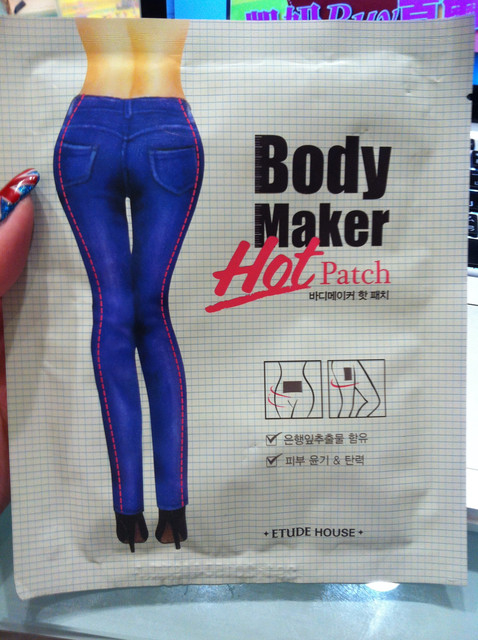 Buy
Body
Maker
Hot Patch
바디메이커 핫 패치
은행잎추출물 함유
피부 윤기 & 탄력
ETUDE HOUSE